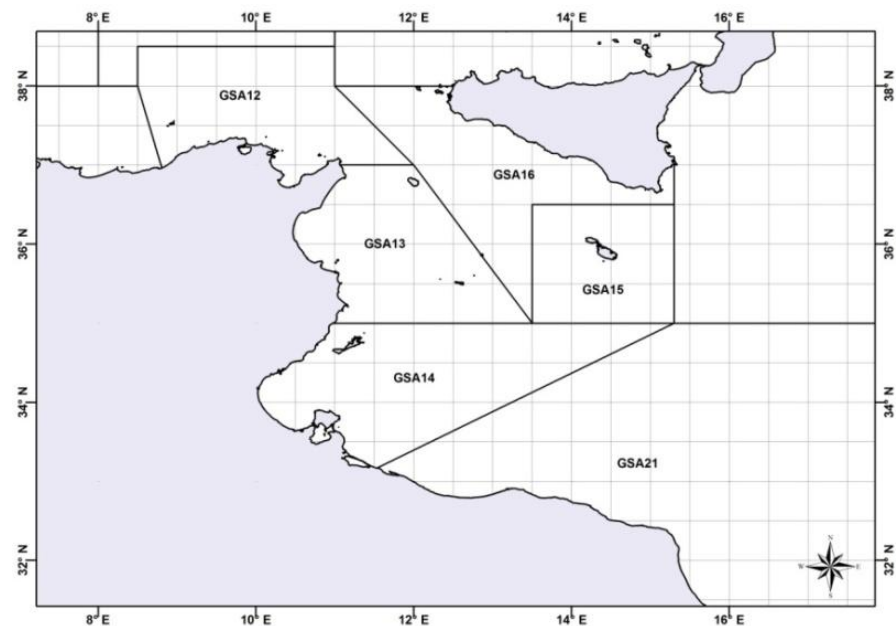 8° E 10° E 12° E 14° E 16° E
38° N 38° N
GSA12
GSA16
36° N 36° N
GSA13
GSA15
GSA14
34° N 34° N
GSA21
32° N 32° N
N
W E
S
8° E 10° E 12° E 14° E 16° E